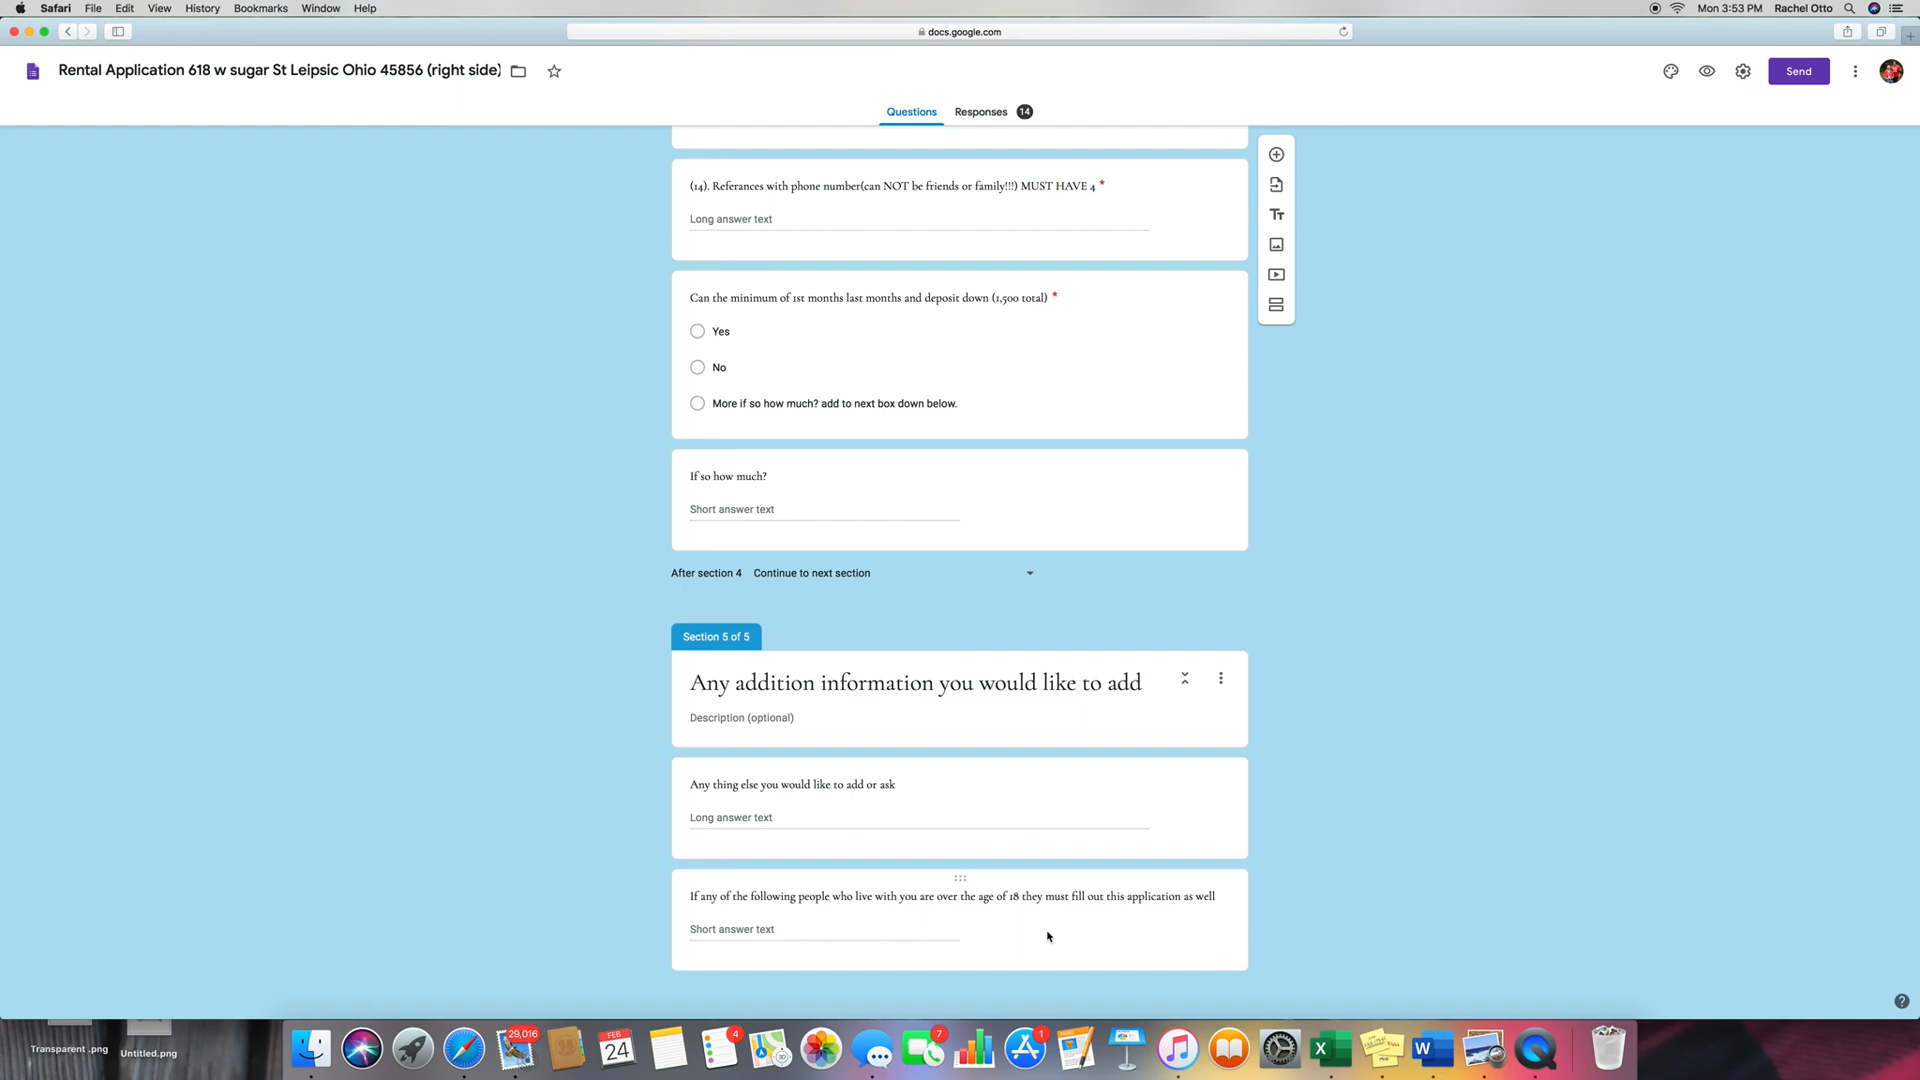 Safari File Edit View History Bookmarks Window Help Mon 3:53 PM Rachel Otto
docs.google.com
Rental Application 618 w sugar St Leipsic Ohio 45856 (right side)
Send
Questions Responses 14
(14). Referances with phone number(can NOT be friends or family!!!) MUST HAVE 4 *
Long answer text
Can the minimum of 1st months last months and deposit down (1,500 total) *
Yes
No
More if so how much? add to next box down below.
If so how much?
Short answer text
After section 4 Continue to next section
Section 5 of 5
Any addition information you would like to add
Description (optional)
Any thing else you would like to add or ask
Long answer text
If any of the following people who live with you are over the age of 18 they must fill out this application as well
Short answer text
29,016
FEB
24
4
7
1
Transparent .png
Untitled.png